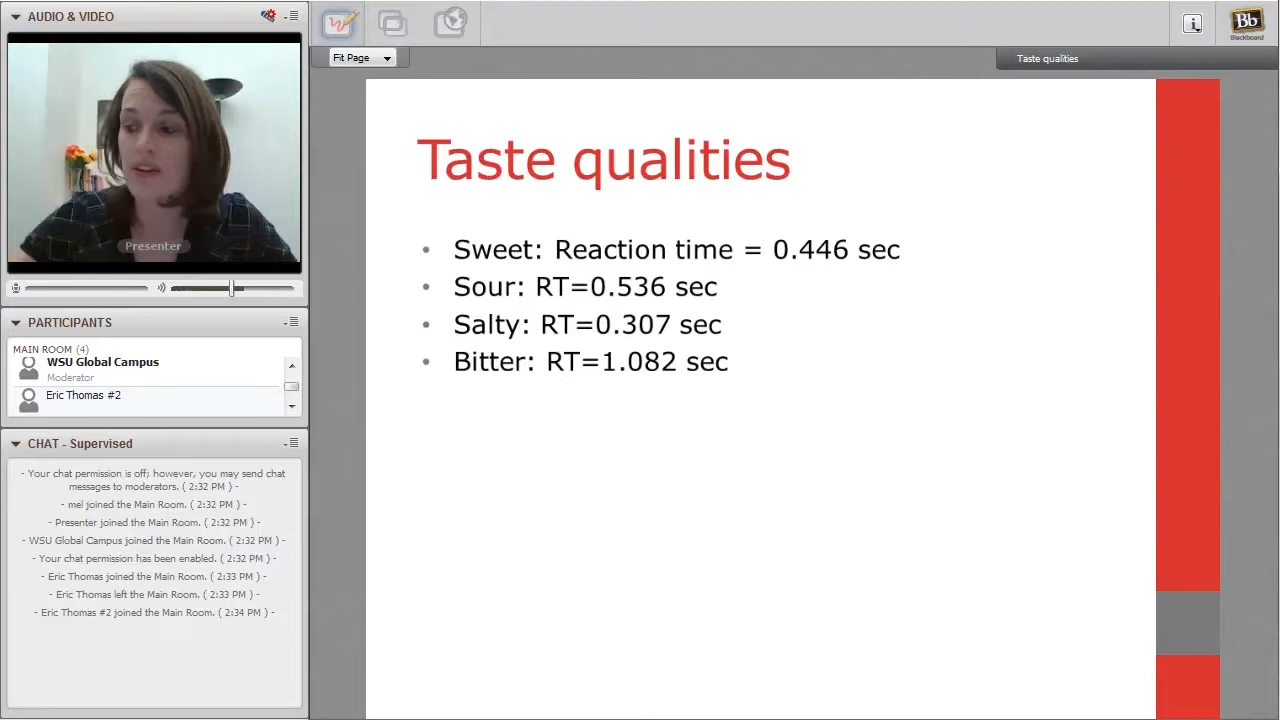 AUDIO & VIDEO
Presenter
PARTICIPANTS
MAIN ROOM (4)
WSU Global Campus
Moderator
Eric Thomas #2
CHAT - Supervised
- Your chat permission is off; however, you may send chat
messages to moderators. ( 2:32 PM ) -
- mel joined the Main Room. ( 2:32 PM ) -
- Presenter joined the Main Room. ( 2:32 PM ) -
- WSU Global Campus joined the Main Room. ( 2:32 PM ) -
- Your chat permission has been enabled. ( 2:32 PM ) -
- Eric Thomas joined the Main Room. ( 2:33 PM ) -
- Eric Thomas left the Main Room. ( 2:33 PM ) -
- Eric Thomas #2 joined the Main Room. ( 2:34 PM ) -
Bb
Blackboard
Fit Page
Taste qualities
Taste qualities
• Sweet: Reaction time = 0.446 sec
• Sour: RT=0.536 sec
• Salty: RT=0.307 sec
• Bitter: RT=1.082 sec